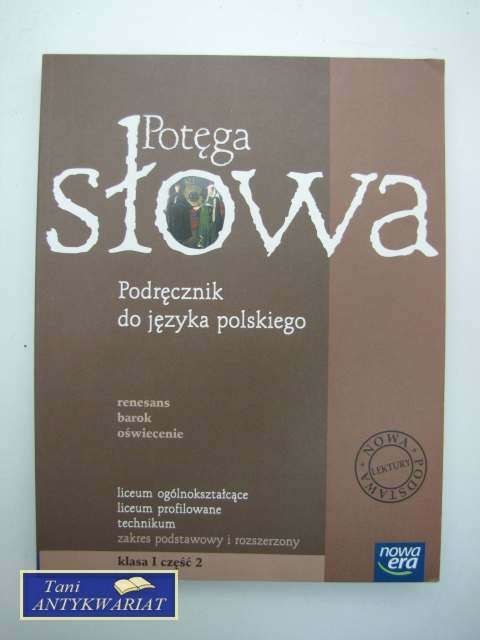 Potęga
słowa
Podręcznik
do języka polskiego
renesans
barok
oświecenie
NOWA
LEKTURY
PODSTAWA
liceum ogólnokształcące
liceum profilowane
technikum
zakres podstawowy i rozszerzony
klasa I część 2
nowa
era
Tani
ANTYKWARIAT